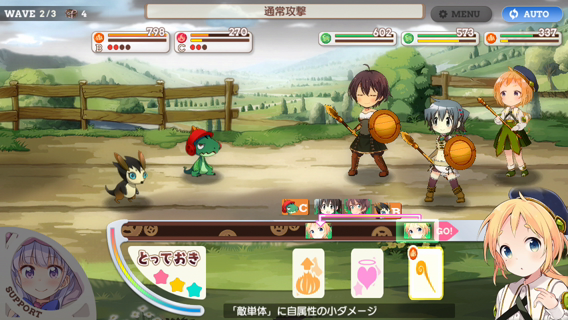 WAVE 2/3 4
通常攻撃
MENU
AUTO
798
B
270
C
602
573
337
C
B
GO!
とっておき
SUPPORT
「敵単体」に自属性の小ダメージ